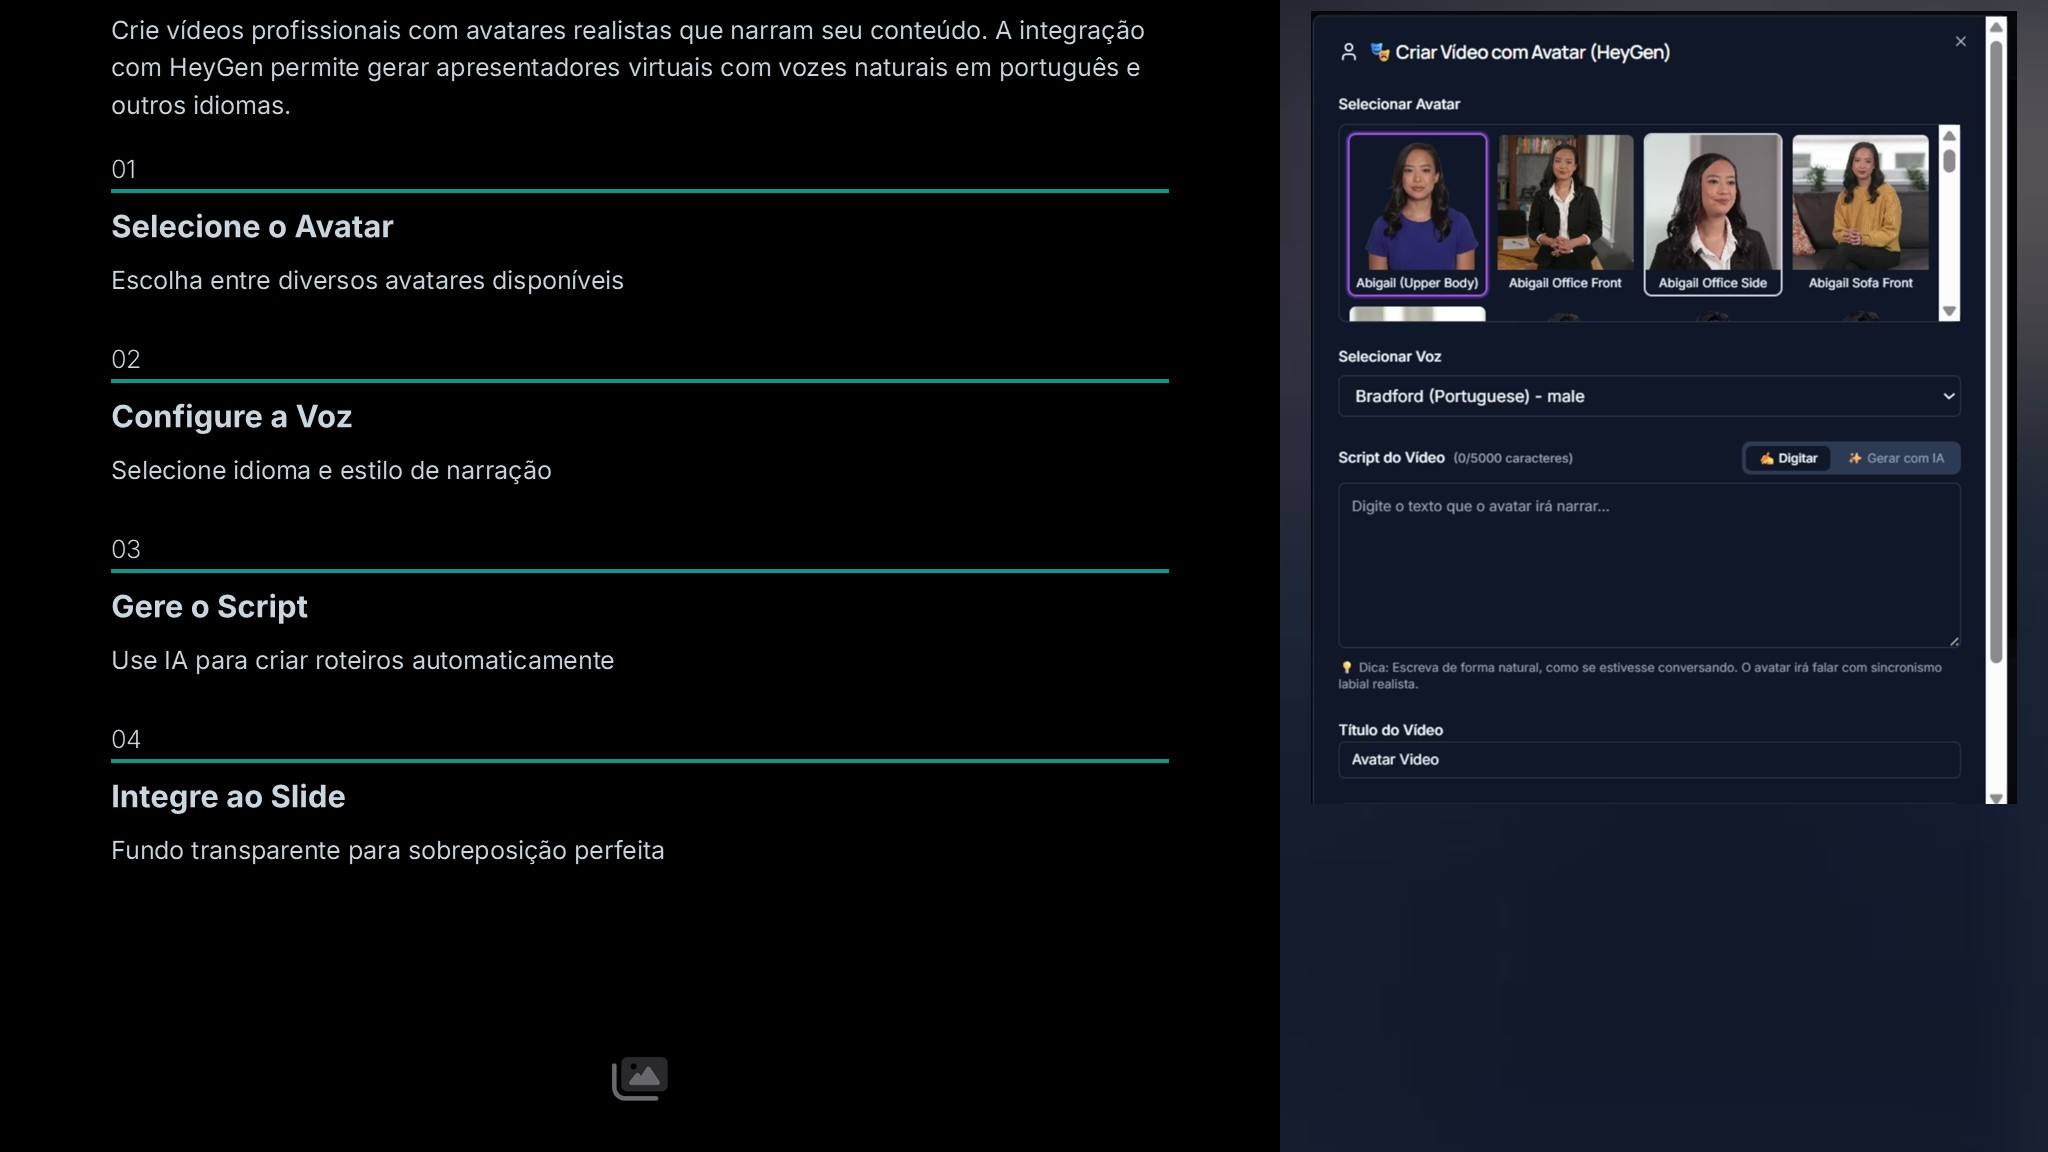 Crie vídeos profissionais com avatares realistas que narram seu conteúdo. A integração
com HeyGen permite gerar apresentadores virtuais com vozes naturais em português e
outros idiomas.
01
Selecione o Avatar
Escolha entre diversos avatares disponíveis
02
Configure a Voz
Selecione idioma e estilo de narração
03
Gere o Script
Use IA para criar roteiros automaticamente
04
Integre ao Slide
Fundo transparente para sobreposição perfeita
🎭 Criar Vídeo com Avatar (HeyGen)
Selecionar Avatar
Abigail (Upper Body)
Abigail Office Front
Abigail Office Side
Abigail Sofa Front
Selecionar Voz
Bradford (Portuguese) - male
Script do Vídeo (0/5000 caracteres)
✍️ Digitar
✨ Gerar com IA
Digite o texto que o avatar irá narrar...
💡 Dica: Escreva de forma natural, como se estivesse conversando. O avatar irá falar com sincronismo
labial realista.
Título do Vídeo
Avatar Video